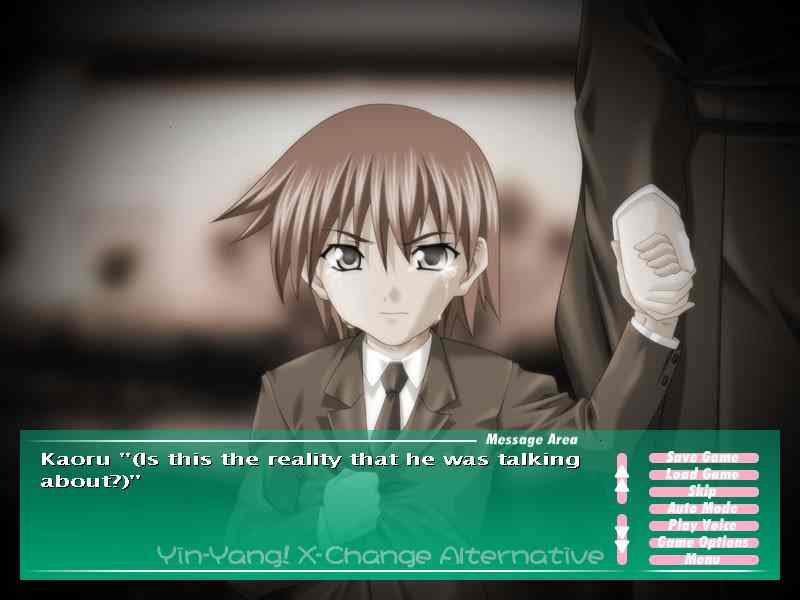 Message Area
Kaoru "(Is this the reality that he was talking
about?)"
Save Game
Load Game
Skip
Auto Mode
Play Voice
Game Options
Menu
Yin-Yang! X-Change Alternative